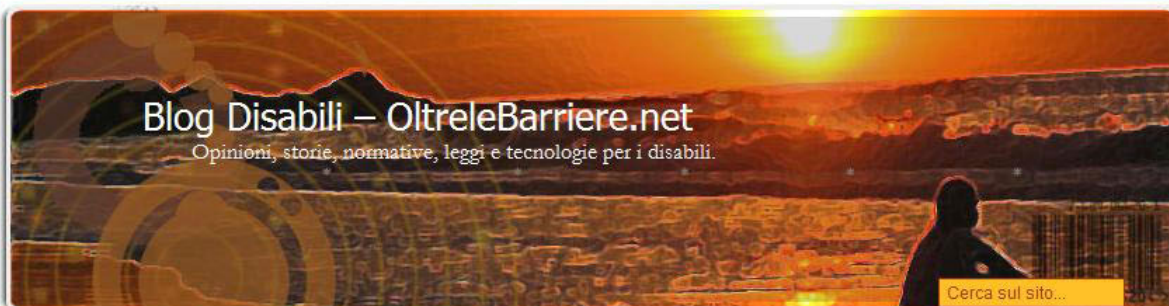 Blog Disabili – OltreleBarriere.net
Opinioni, storie, normative, leggi e tecnologie per i disabili.
Cerca sul sito...